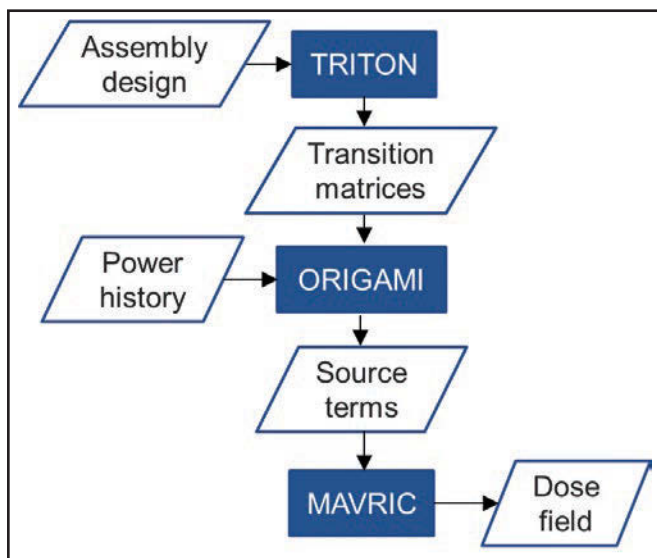 Assembly
design
TRITON
Transition
matrices
Power
history
ORIGAMI
Source
terms
MAVRIC
Dose
field